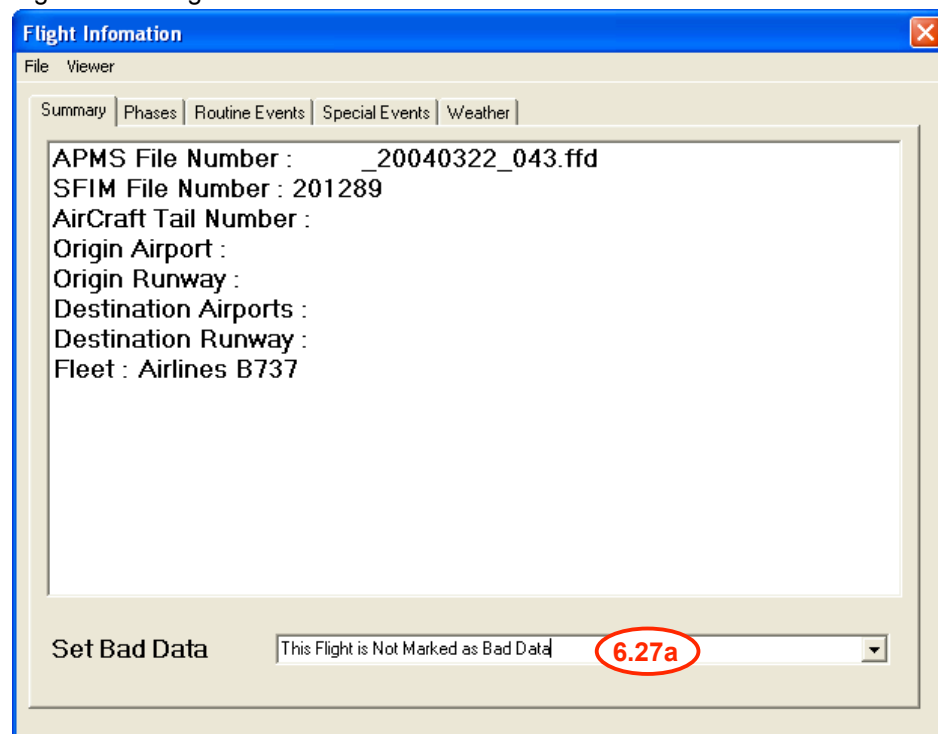 Flight Infomation
File Viewer
Summary Phases Routine Events Special Events Weather
APMS File Number : _20040322_043.ffd
SFIM File Number : 201289
AirCraft Tail Number :
Origin Airport :
Origin Runway :
Destination Airports :
Destination Runway :
Fleet : Airlines B737
Set Bad Data This Flight is Not Marked as Bad Data 6.27a